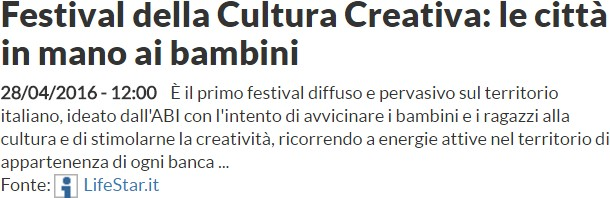 Festival della Cultura Creativa: le città
in mano ai bambini
28/04/2016 - 12:00 È il primo festival diffuso e pervasivo sul territorio
italiano, ideato dall'ABI con l'intento di avvicinare i bambini e i ragazzi alla
cultura e di stimolarne la creatività, ricorrendo a energie attive nel territorio di
appartenenza di ogni banca ...
Fonte: LifeStar.it